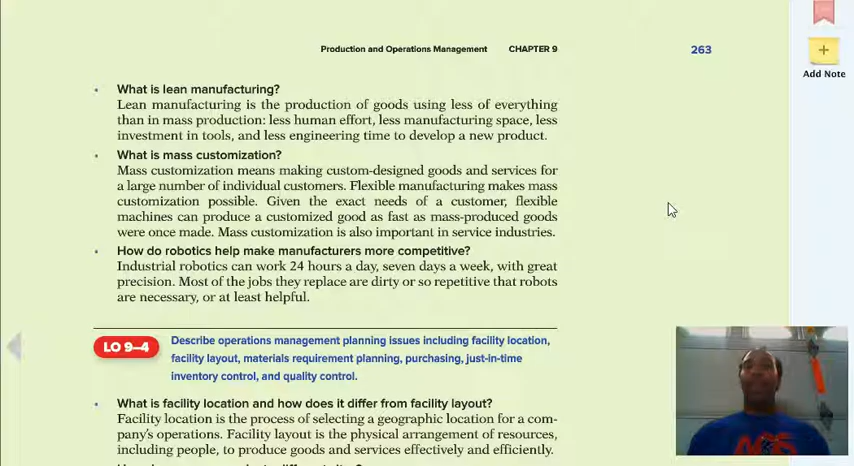 Production and Operations Management CHAPTER 9 263
Add Note
• What is lean manufacturing?
Lean manufacturing is the production of goods using less of everything
than in mass production: less human effort, less manufacturing space, less
investment in tools, and less engineering time to develop a new product.
• What is mass customization?
Mass customization means making custom-designed goods and services for
a large number of individual customers. Flexible manufacturing makes mass
customization possible. Given the exact needs of a customer, flexible
machines can produce a customized good as fast as mass-produced goods
were once made. Mass customization is also important in service industries.
• How do robotics help make manufacturers more competitive?
Industrial robotics can work 24 hours a day, seven days a week, with great
precision. Most of the jobs they replace are dirty or so repetitive that robots
are necessary, or at least helpful.
LO 9–4 Describe operations management planning issues including facility location,
facility layout, materials requirement planning, purchasing, just-in-time
inventory control, and quality control.
• What is facility location and how does it differ from facility layout?
Facility location is the process of selecting a geographic location for a com-
pany's operations. Facility layout is the physical arrangement of resources,
including people, to produce goods and services effectively and efficiently.